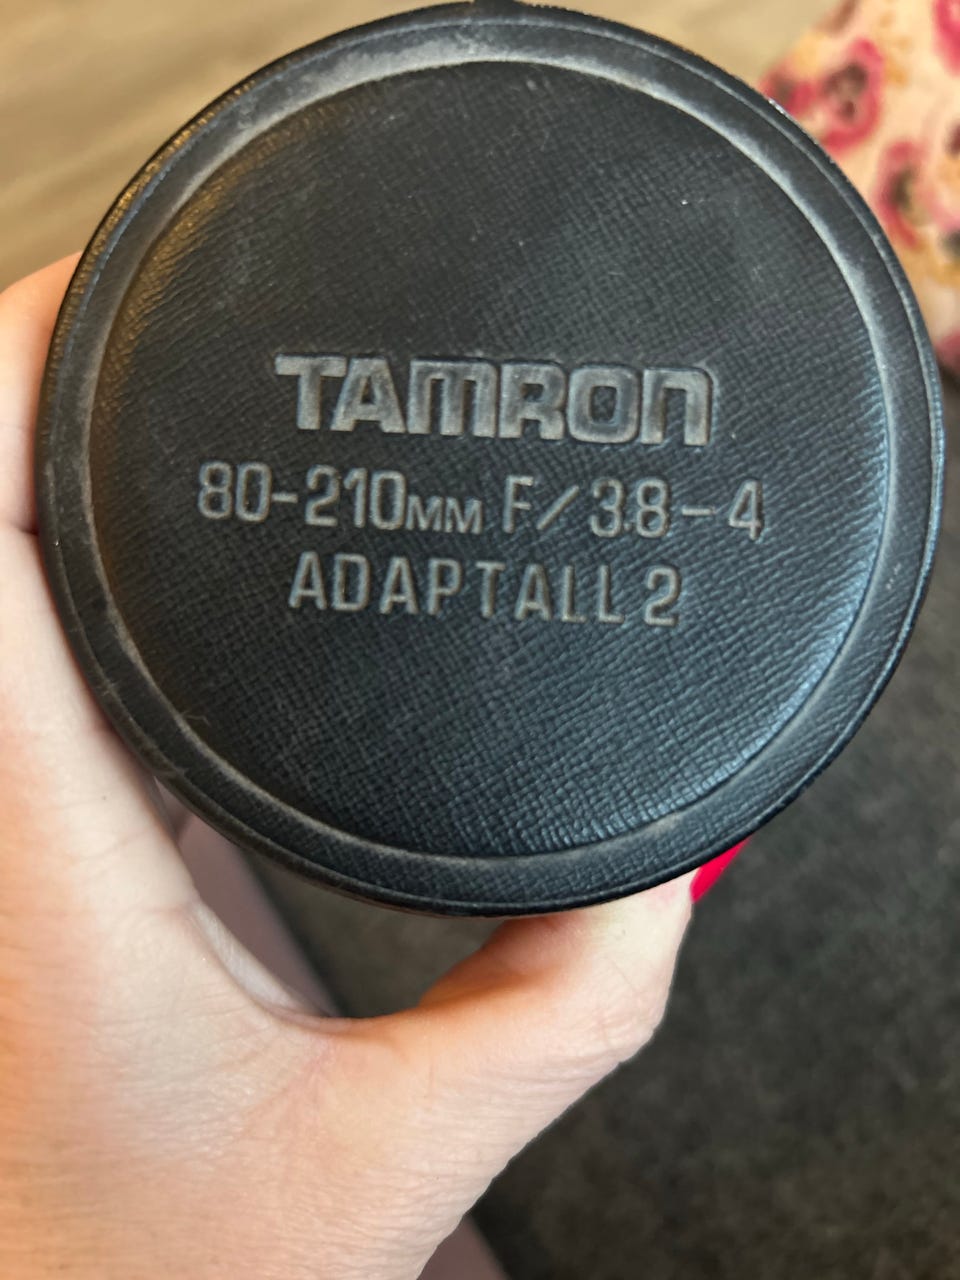 TAMRON
80-210MM F/3.8-4
ADAPTALL 2